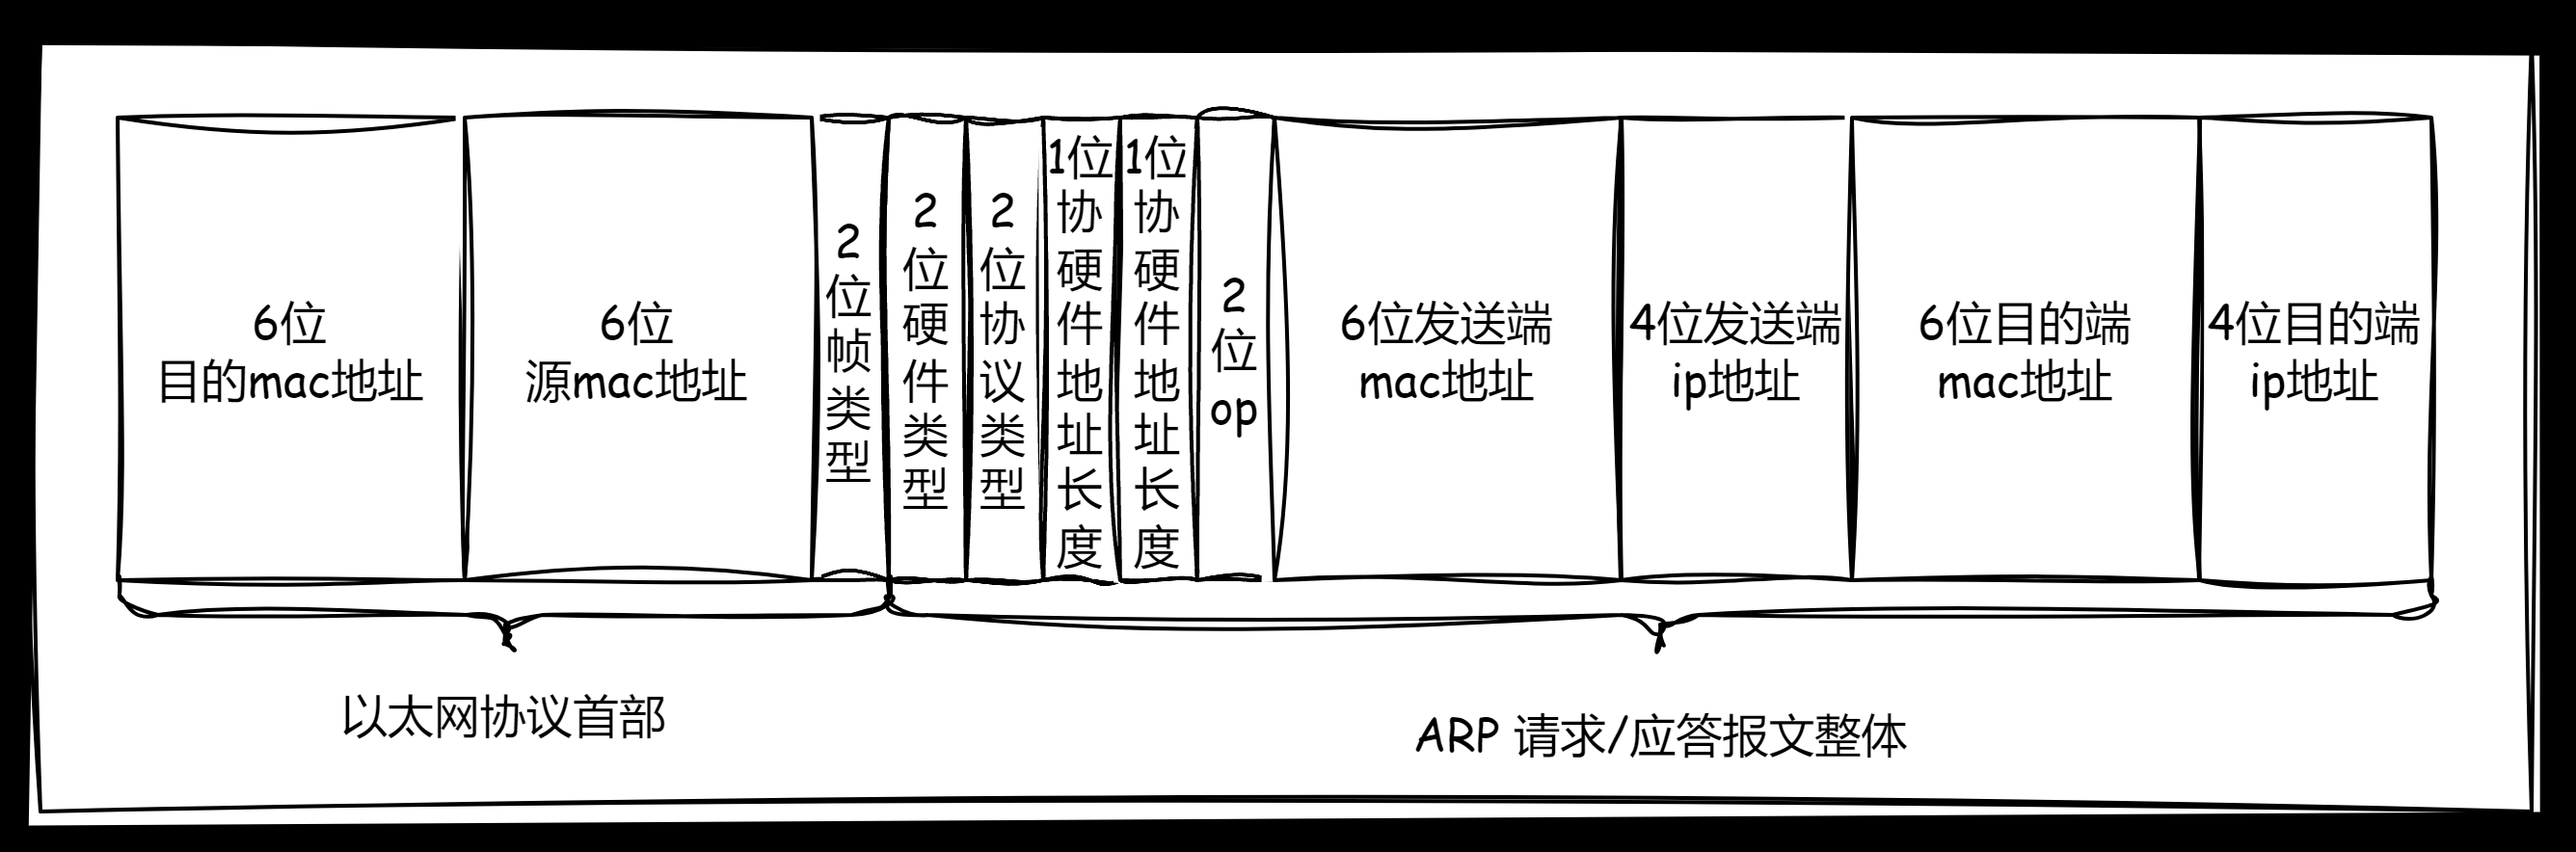 6位
目的mac地址
6位
源mac地址
2
位
帧
类
型
2
位
硬
件
类
型
2
位
协
议
类
型
1位
协
硬
件
地
址
长
度
1位
协
硬
件
地
址
长
度
2
位
op
6位发送端
mac地址
4位发送端
ip地址
6位目的端
mac地址
4位目的端
ip地址
以太网协议首部
ARP 请求/应答报文整体